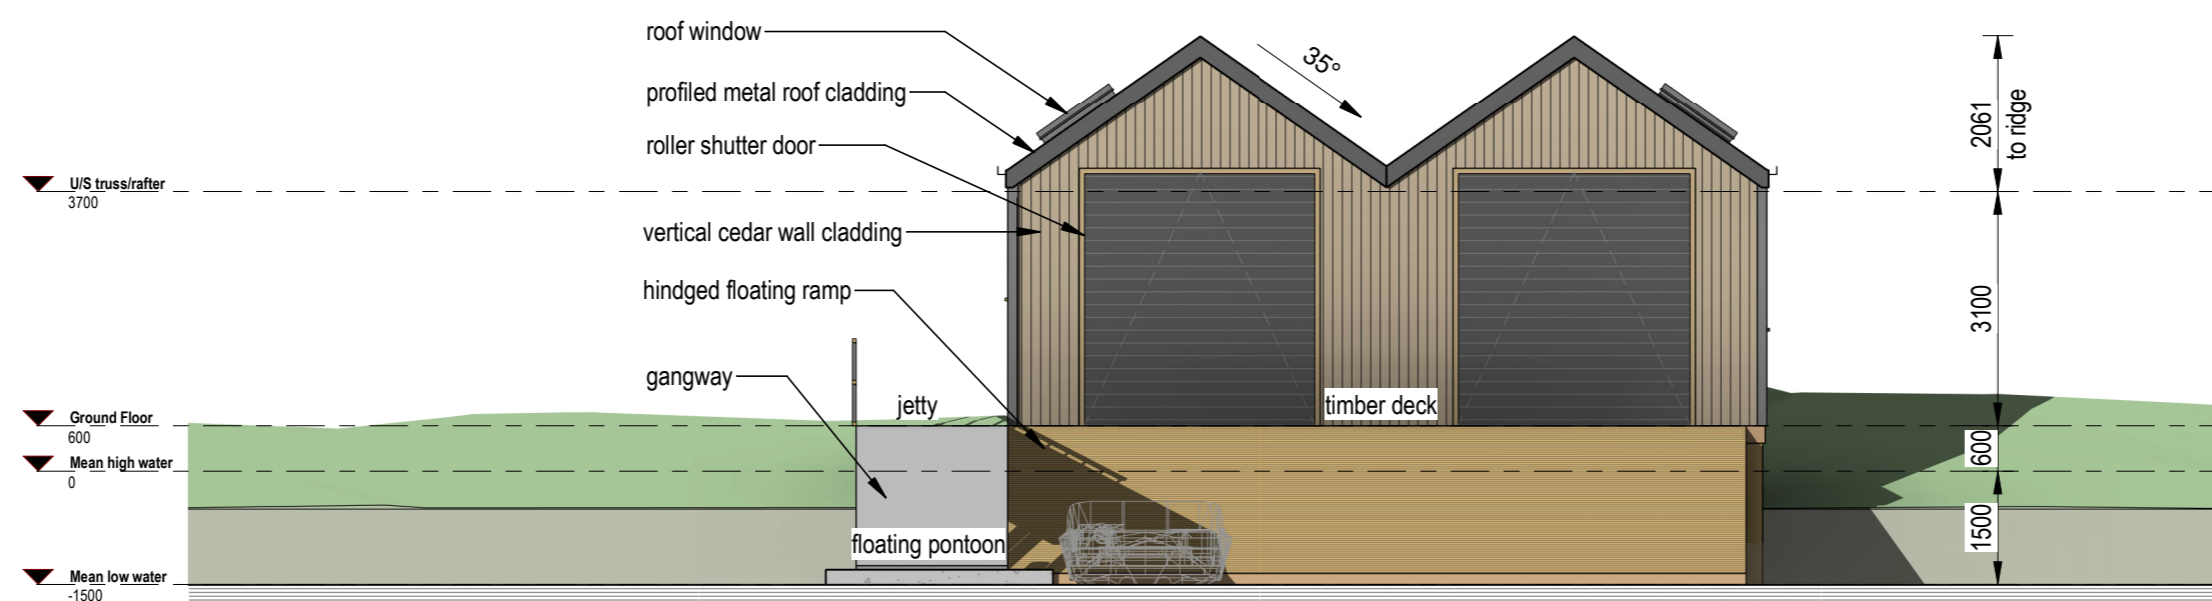 roof window
profiled metal roof cladding
roller shutter door
vertical cedar wall cladding
hindged floating ramp
gangway
jetty
floating pontoon
timber deck
35°
U/S truss/rafter
3700
Ground Floor
600
Mean high water
0
Mean low water
-1500
2061
to ridge
3100
600
1500